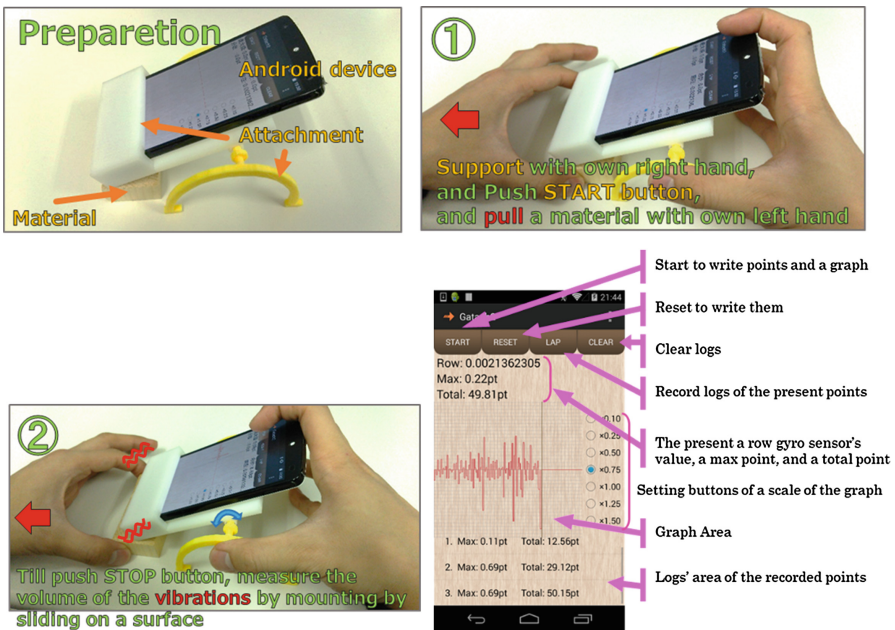 Preparetion
Android device
Attachment
Material
①
Support with own right hand,
and Push START button,
and pull a material with own left hand
②
Till push STOP button, measure the
volume of the vibrations by mounting by
sliding on a surface
21:44
START
RESET
LAP
CLEAR
Row: 0.0021362305
Max: 0.22pt
Total: 49.81pt
×0.25
×0.50
×0.75
×1.00
×1.25
×1.50
1. Max: 0.11pt Total: 12.56pt
2. Max: 0.69pt Total: 29.12pt
3. Max: 0.69pt Total: 50.15pt
Start to write points and a graph
Reset to write them
Clear logs
Record logs of the present points
The present a row gyro sensor's
value, a max point, and a total point
Setting buttons of a scale of the graph
Graph Area
Logs' area of the recorded points